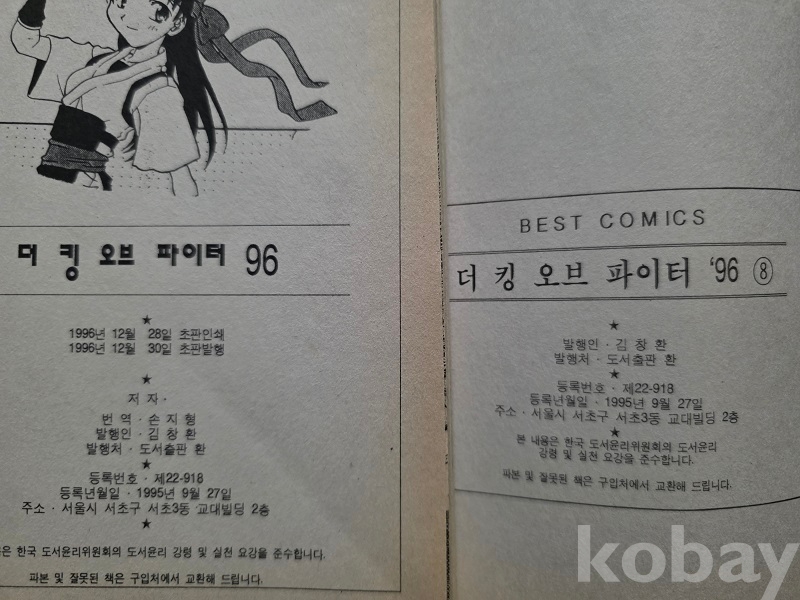 더 킹 오브 파이터 96
★
1996년 12월 28일 초판인쇄
1996년 12월 30일 초판발행
★
저 자 ·
번 역 · 손 지 형
발행인 · 김 창 환
발행처 · 도서출판 환
★
등록번호 · 제22-918
등록년월일 · 1995년 9월 27일
주소 · 서울시 서초구 서초3동 교대빌딩 2층
★
은 한국 도서윤리위원회의 도서윤리 강령 및 실천 요강을 준수합니다.
파본 및 잘못된 책은 구입처에서 교환해 드립니다.
BEST COMICS
더 킹 오브 파이터 '96 ⑧
★
발행인 · 김 창 환
발행처 · 도서출판 환
★
등록번호 · 제22-918
등록년월일 · 1995년 9월 27일
주소 · 서울시 서초구 서초3동 교대빌딩 2층
★
본 내용은 한국 도서윤리위원회의 도서윤리
강령 및 실천 요강을 준수합니다.
파본 및 잘못된 책은 구입처에서 교환해 드립니다.
kobay